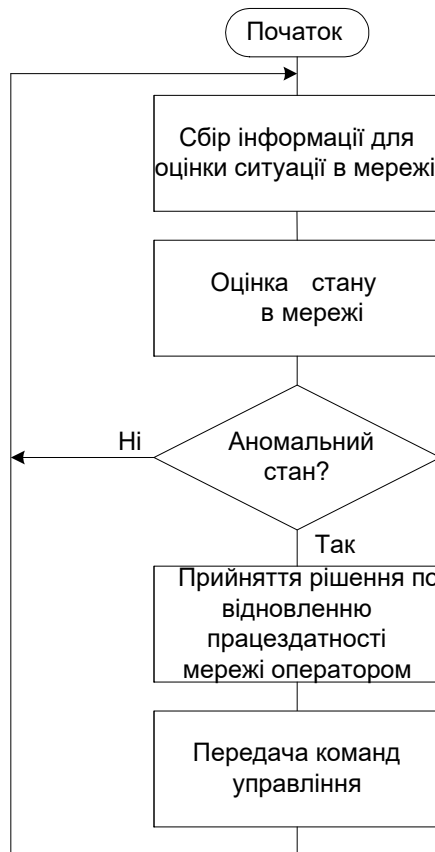 Початок
Сбір інформації для
оцінки ситуації в мережі
Оцінка стану
в мережі
Ні
Аномальний
стан?
Так
Прийняття рішення по
відновленню
працездатності
мережі оператором
Передача команд
управління